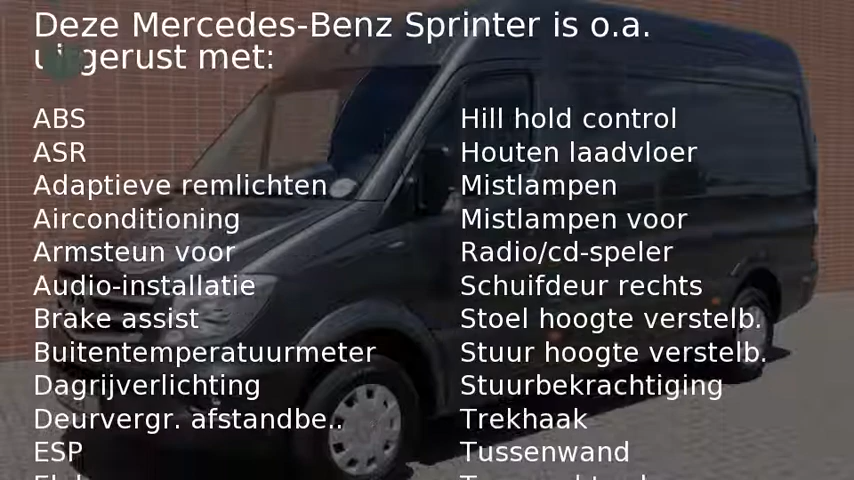 Deze Mercedes-Benz Sprinter is o.a.
uitgerust met:
ABS
ASR
Adaptieve remlichten
Airconditioning
Armsteun voor
Audio-installatie
Brake assist
Buitentemperatuurmeter
Dagrijverlichting
Deurvergr. afstandbe..
ESP
Hill hold control
Houten laadvloer
Mistlampen
Mistlampen voor
Radio/cd-speler
Schuifdeur rechts
Stoel hoogte verstelb.
Stuur hoogte verstelb.
Stuurbekrachtiging
Trekhaak
Tussenwand